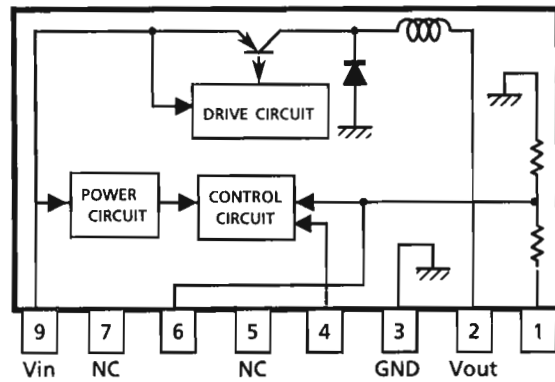 DRIVE CIRCUIT
POWER
CIRCUIT
CONTROL
CIRCUIT
9 7 6 5 4 3 2 1
Vin NC NC GND Vout